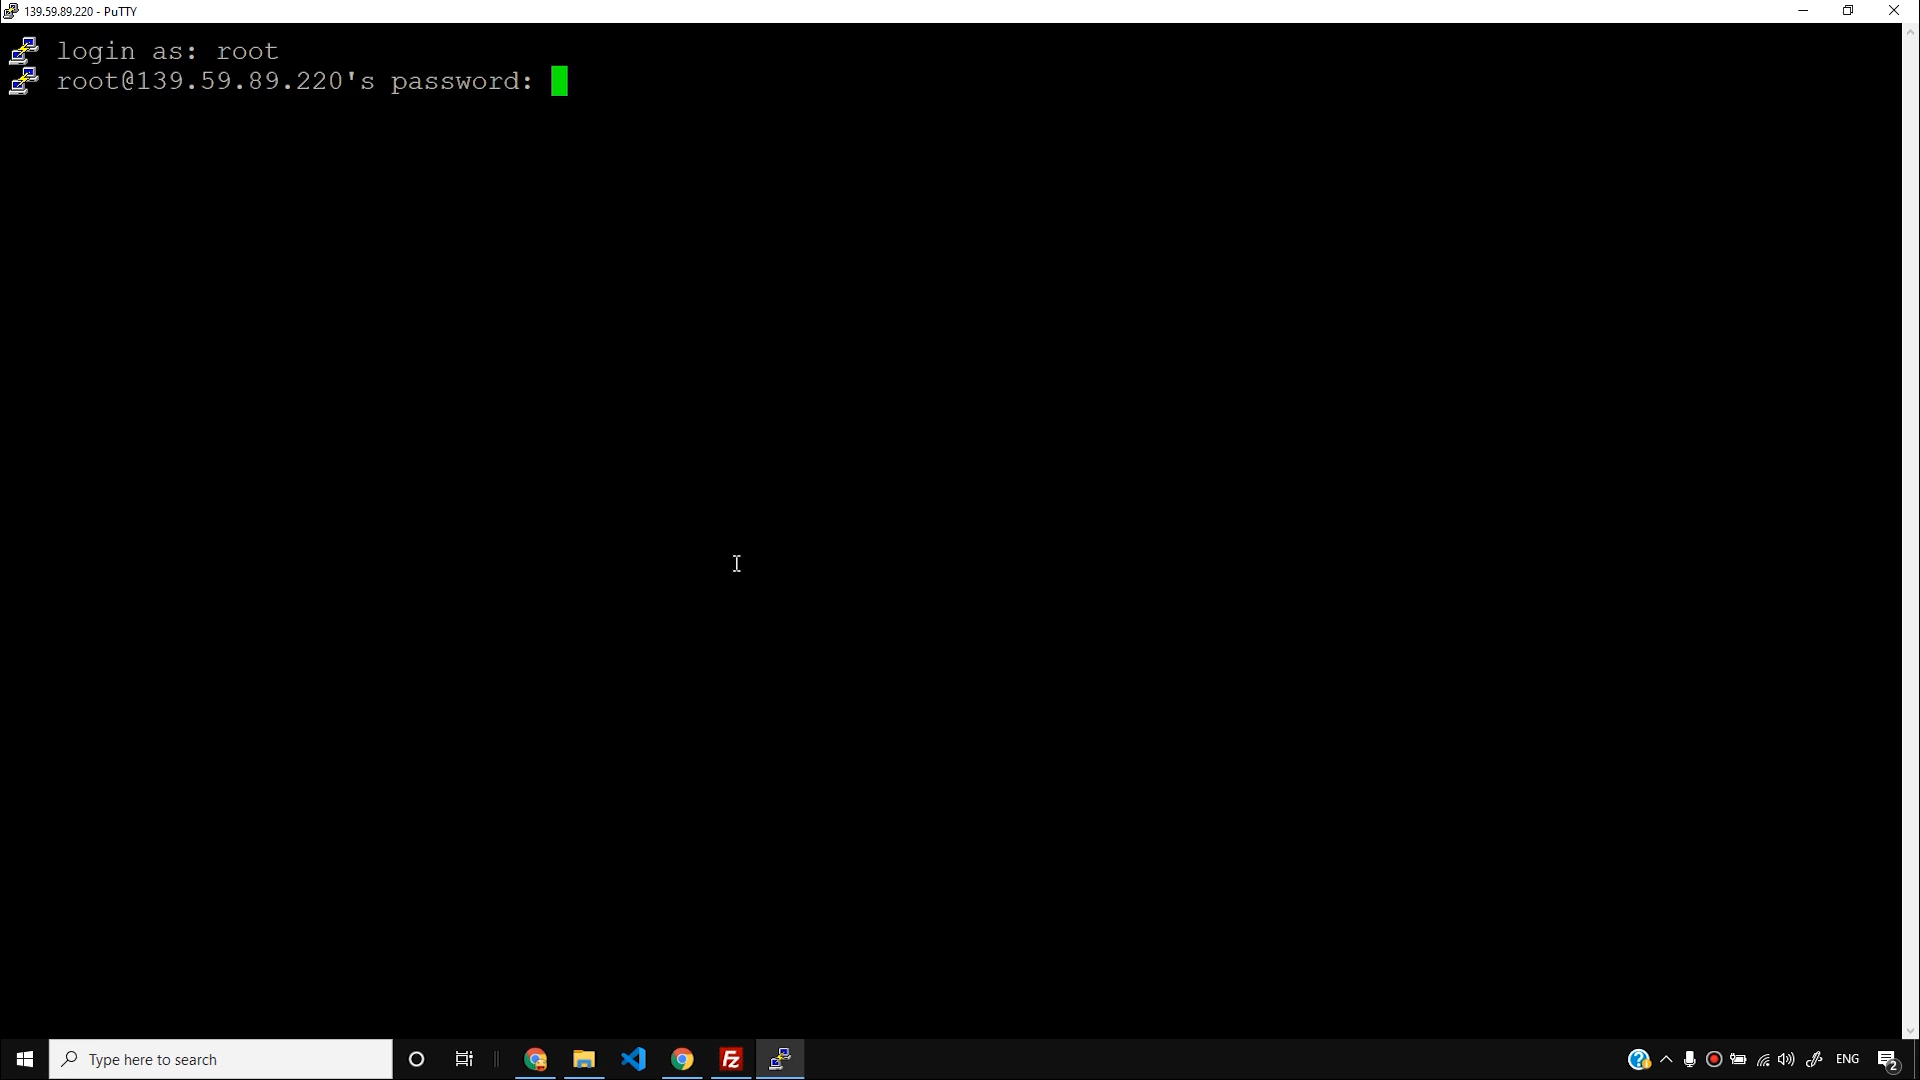 139.59.89.220 - PuTTY
login as: root
root@139.59.89.220's password:
Type here to search
ENG
2